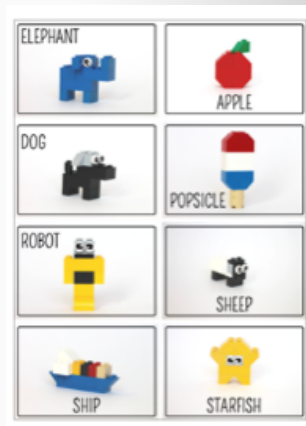 ELEPHANT
APPLE
DOG
POPSICLE
ROBOT
SHEEP
SHIP
STARFISH